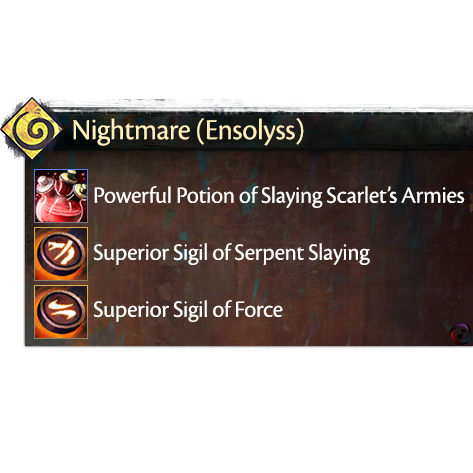 Nightmare (Ensolyss)
Powerful Potion of Slaying Scarlet's Armies
Superior Sigil of Serpent Slaying
Superior Sigil of Force